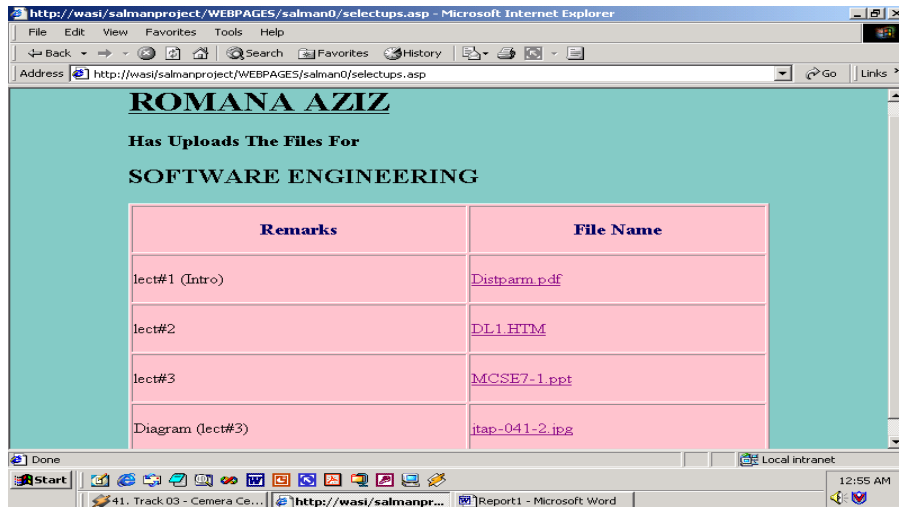 http://wasi/salmanproject/WEBPAGES/salman0/selectups.asp - Microsoft Internet Explorer
File Edit View Favorites Tools Help
Back Search Favorites History
Address http://wasi/salmanproject/WEBPAGES/salman0/selectups.asp Go Links »
ROMANA AZIZ
Has Uploads The Files For
SOFTWARE ENGINEERING
Remarks File Name
lect#1 (Intro) Distparm.pdf
lect#2 DL1.HTM
lect#3 MCSE7-1.ppt
Diagram (lect#3) jtap-041-2.jpg
Done Local intranet
Start 12:55 AM
41. Track 03 - Cemera Ce... http://wasi/salmanpr... Report1 - Microsoft Word